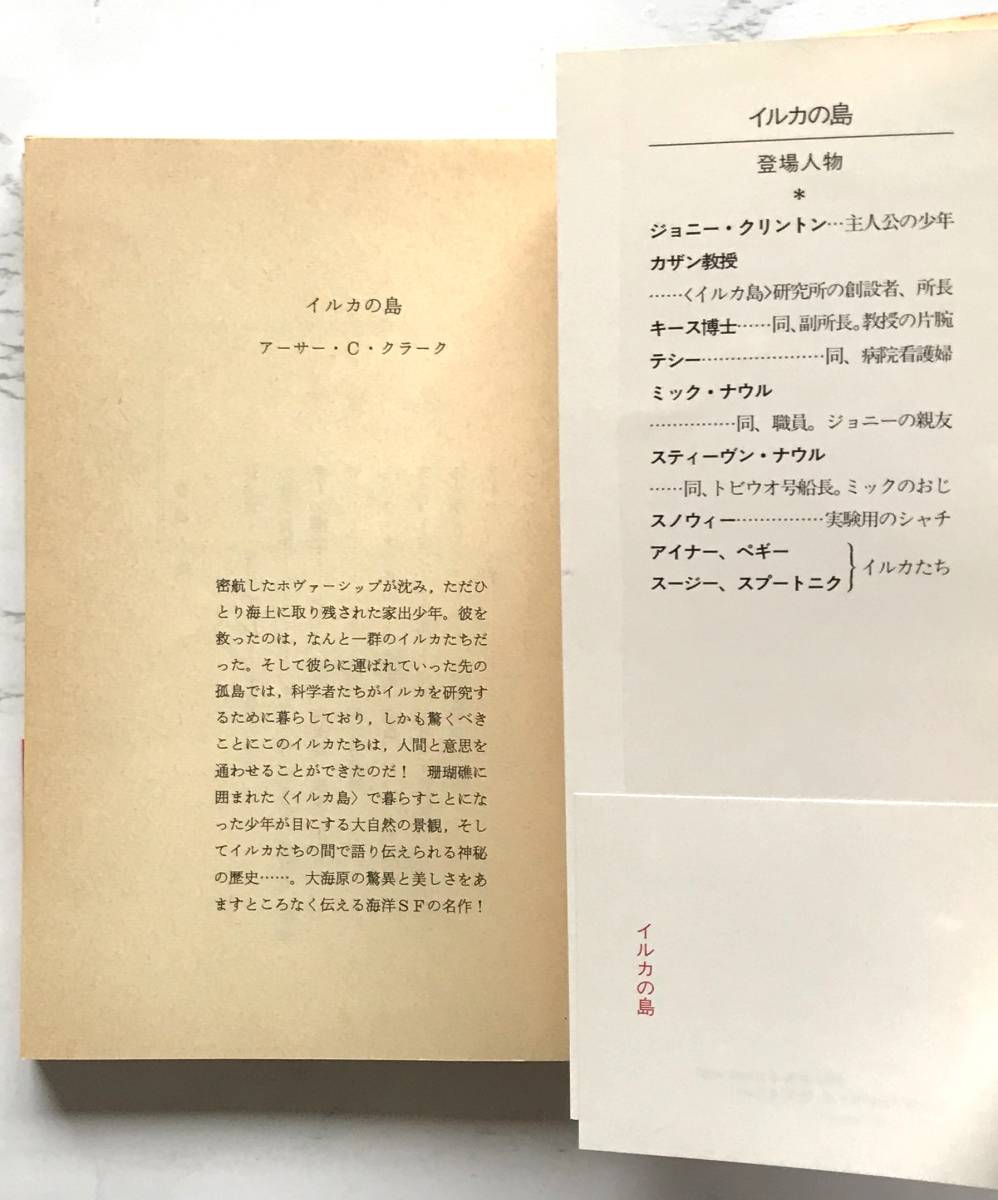 イルカの島
アーサー・C・クラーク
密航したホヴァーシップが沈み，ただひ
とり海上に取り残された家出少年。彼を
救ったのは，なんと一群のイルカたちだ
った。そして彼らに運ばれていった先の
孤島では，科学者たちがイルカを研究す
るために暮らしており，しかも驚くべき
ことにこのイルカたちは，人間と意思を
通わせることができたのだ！　珊瑚礁に
囲まれた〈イルカ島〉で暮らすことにな
った少年が目にする大自然の景観，そし
てイルカたちの間で語り伝えられる神秘
の歴史……。大海原の驚異と美しさをあ
ますところなく伝える海洋ＳＦの名作！
イルカの島
登場人物
*
ジョニー・クリントン…主人公の少年
カザン教授
……〈イルカ島〉研究所の創設者、所長
キース博士……同、副所長。教授の片腕
テシー…………………同、病院看護婦
ミック・ナウル
……………同、職員。ジョニーの親友
スティーヴン・ナウル
……同、トビウオ号船長。ミックのおじ
スノウィー……………実験用のシャチ
アイナー、ペギー
スージー、スプートニク｝イルカたち
イルカの島